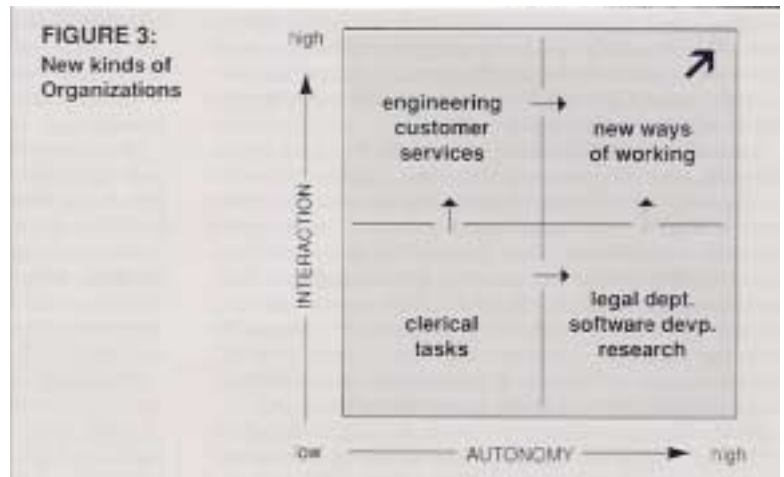 FIGURE 3:
New kinds of
Organizations
high
engineering
customer
services
new ways
of working
INTERACTION
clerical
tasks
legal dept.
software devp.
research
low
AUTONOMY
high